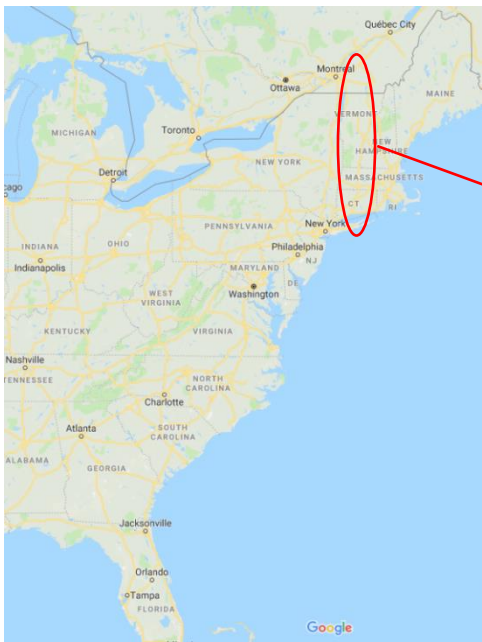 Québec City
Montreal
Ottawa
MAINE
VERMONT
Toronto
MICHIGAN
NEW
HAMPSHIRE
NEW YORK
Detroit
MASSACHUSETTS
cago
CT
RI
New York
PENNSYLVANIA
OHIO
INDIANA
Philadelphia
NJ
Indianapolis
MARYLAND
DE
WEST
VIRGINIA
Washington
KENTUCKY
VIRGINIA
Nashville
TENNESSEE
NORTH
CAROLINA
Charlotte
Atlanta
SOUTH
CAROLINA
ALABAMA
GEORGIA
Jacksonville
Orlando
Tampa
FLORIDA
Google